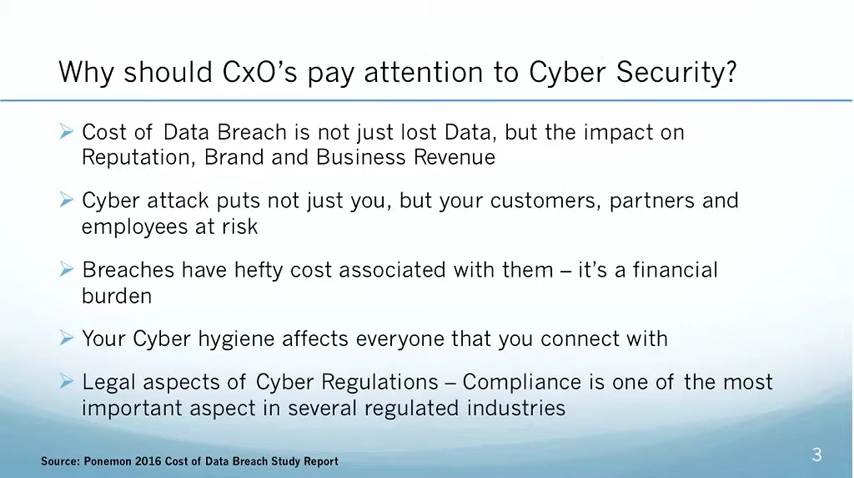 Why should CxO's pay attention to Cyber Security?
Cost of Data Breach is not just lost Data, but the impact on
Reputation, Brand and Business Revenue
Cyber attack puts not just you, but your customers, partners and
employees at risk
Breaches have hefty cost associated with them – it's a financial
burden
Your Cyber hygiene affects everyone that you connect with
Legal aspects of Cyber Regulations – Compliance is one of the most
important aspect in several regulated industries
Source: Ponemon 2016 Cost of Data Breach Study Report
3